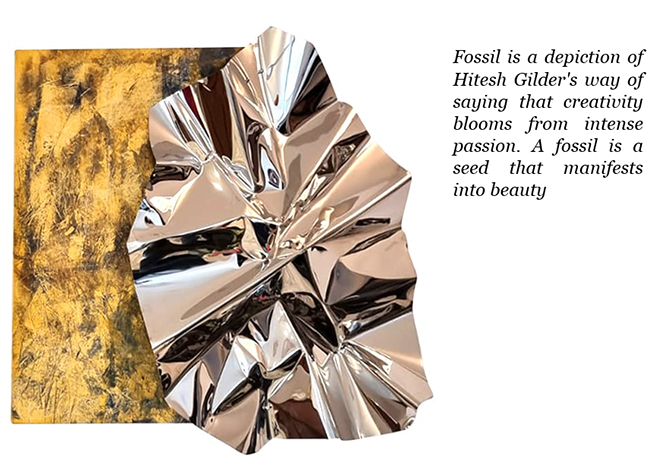 Fossil is a depiction of
Hitesh Gilder's way of
saying that creativity
blooms from intense
passion. A fossil is a
seed that manifests
into beauty